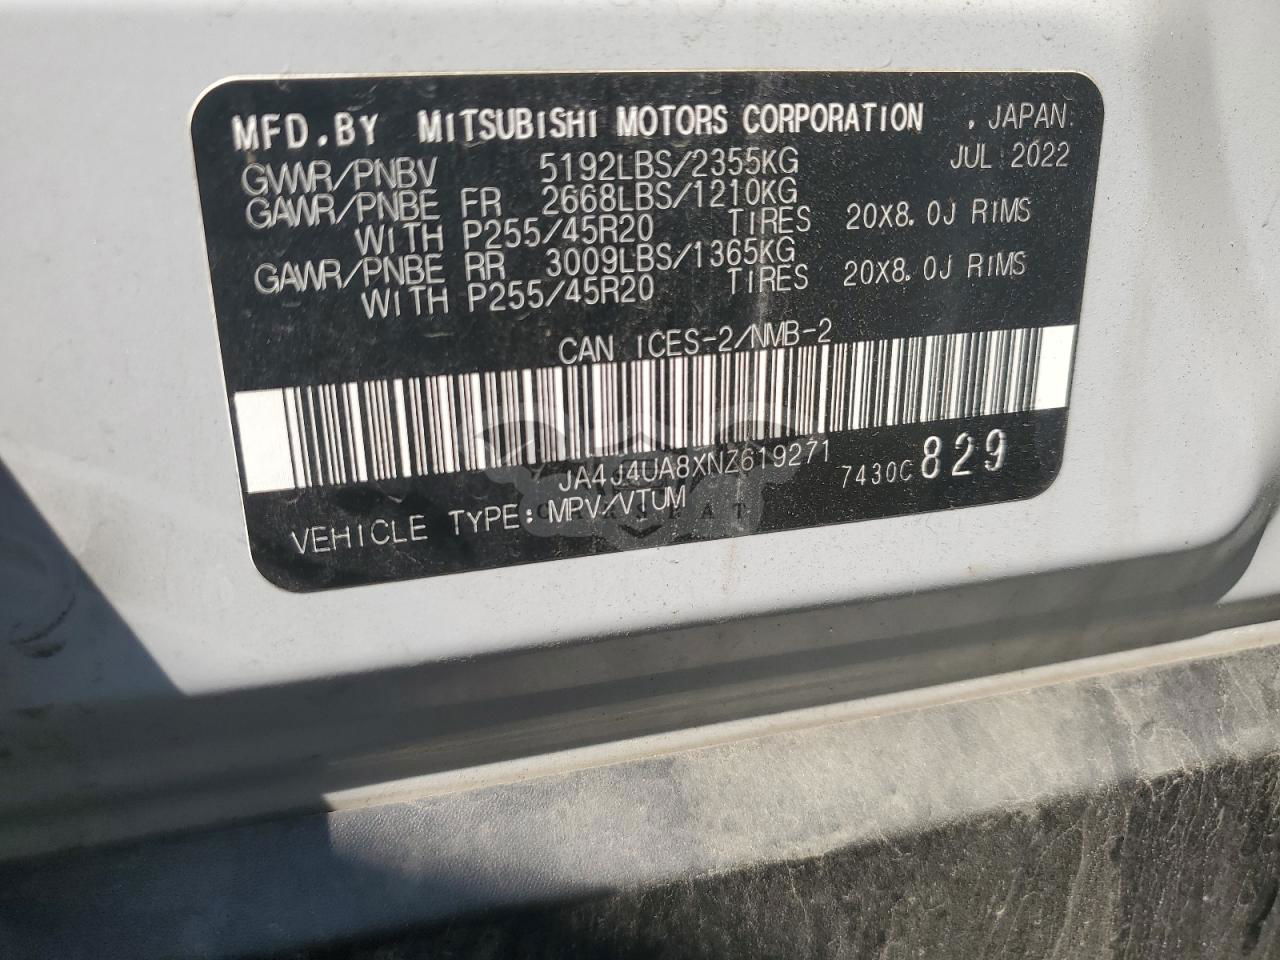 MFD.BY MITSUBISHI MOTORS CORPORATION , JAPAN
GVWR/PNBV 5192LBS/2355KG JUL 2022
GAWR/PNBE FR 2668LBS/1210KG
WITH P255/45R20 TIRES 20X8.0J RIMS
GAWR/PNBE RR 3009LBS/1365KG
WITH P255/45R20 TIRES 20X8.0J RIMS
CAN ICES-2/NMB-2
JA4J4UA8XNZ619271 7430C 829
VEHICLE TYPE: MPV/VTUM